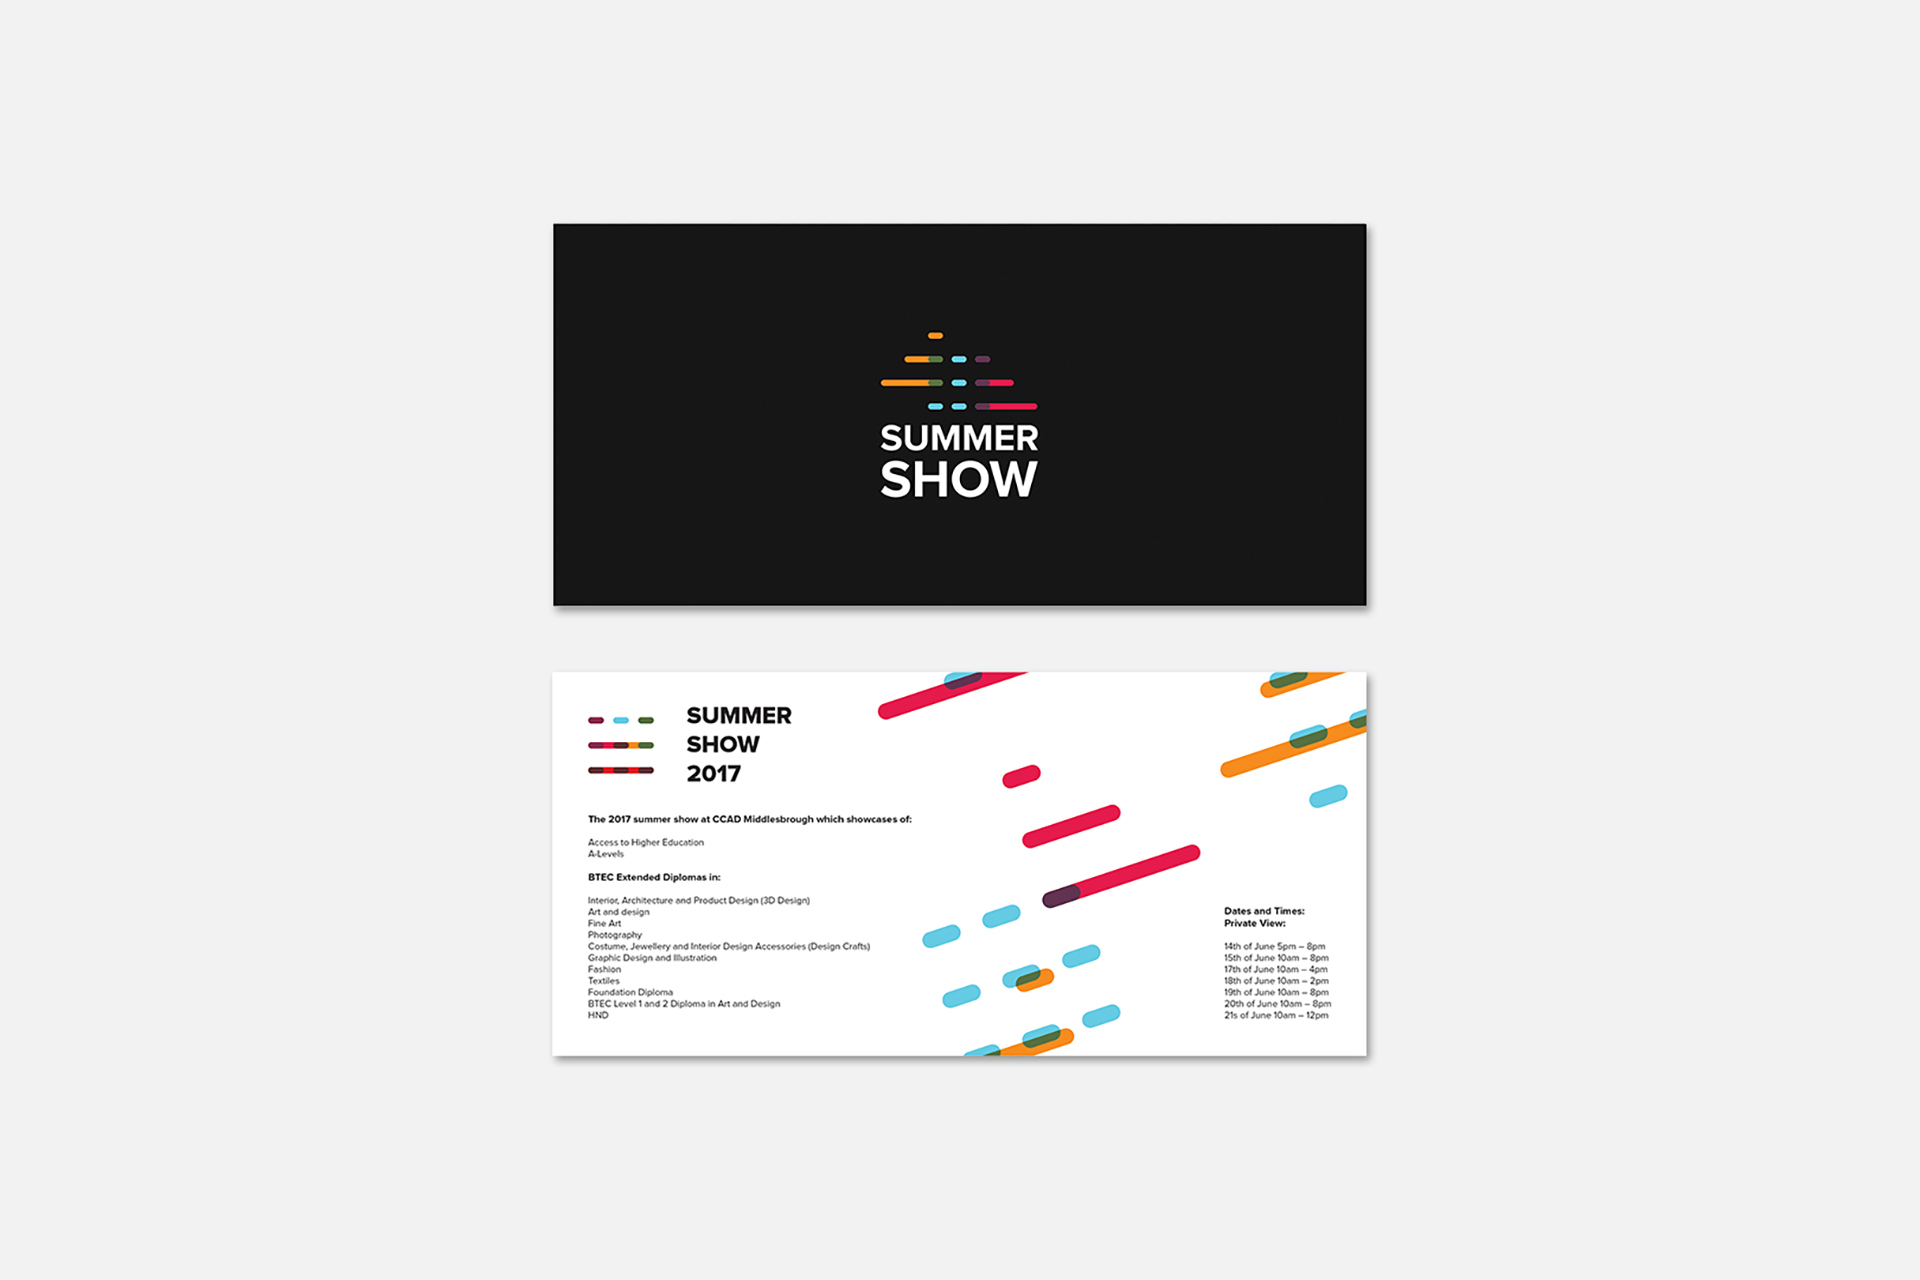 SUMMER
SHOW
SUMMER
SHOW
2017
The 2017 summer show at CCAD Middlesbrough which showcases of:
Access to Higher Education
A-Levels
BTEC Extended Diplomas in:
Interior, Architecture and Product Design (3D Design)
Art and design
Fine Art
Photography
Costume, Jewellery and Interior Design Accessories (Design Crafts)
Graphic Design and Illustration
Fashion
Textiles
Foundation Diploma
BTEC Level 1 and 2 Diploma in Art and Design
HND
Dates and Times:
Private View:
14th of June 5pm – 8pm
15th of June 10am – 8pm
17th of June 10am – 4pm
18th of June 10am – 2pm
19th of June 10am – 8pm
20th of June 10am – 8pm
21s of June 10am – 12pm